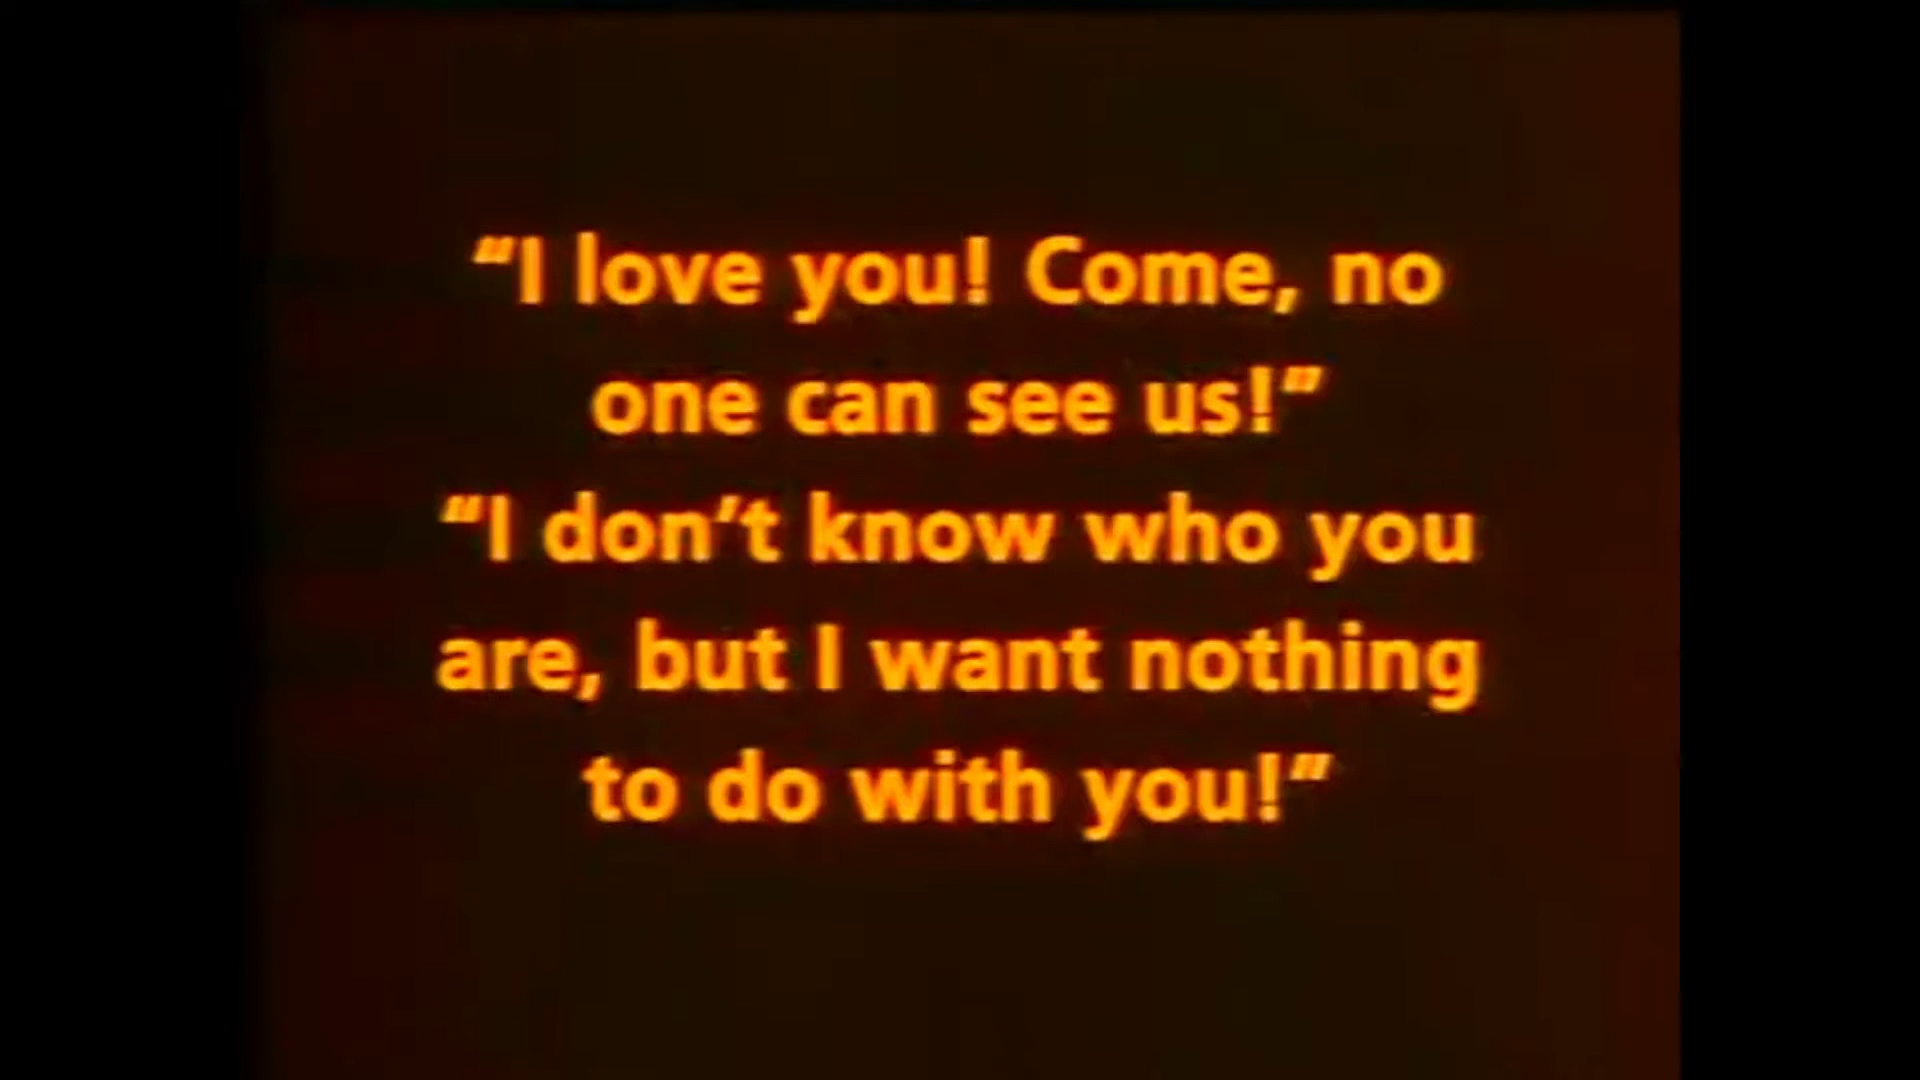 “I love you! Come, no
one can see us!”
“I don’t know who you
are, but I want nothing
to do with you!”